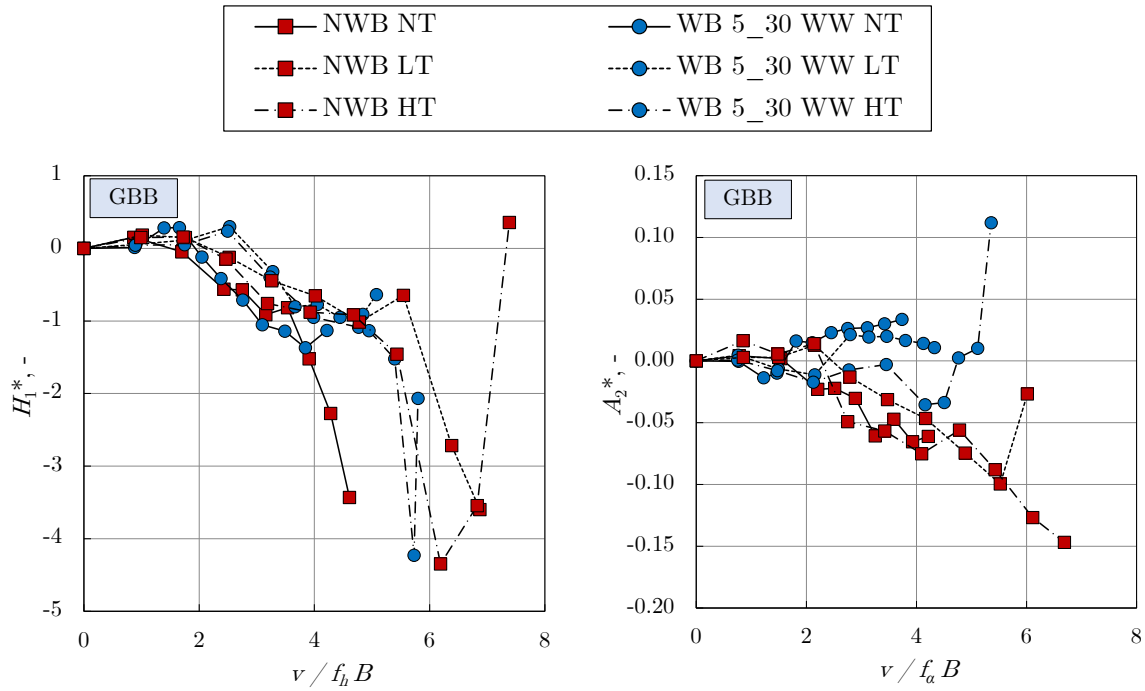 NWB NT
WB 5_30 WW NT
NWB LT
WB 5_30 WW LT
NWB HT
WB 5_30 WW HT
GBB
1
0
-1
-2
-3
-4
-5
H₁*, -
0
2
4
6
8
v / fₕ B
GBB
0.15
0.10
0.05
0.00
-0.05
-0.10
-0.15
-0.20
A₂*, -
0
2
4
6
8
v / f_α B